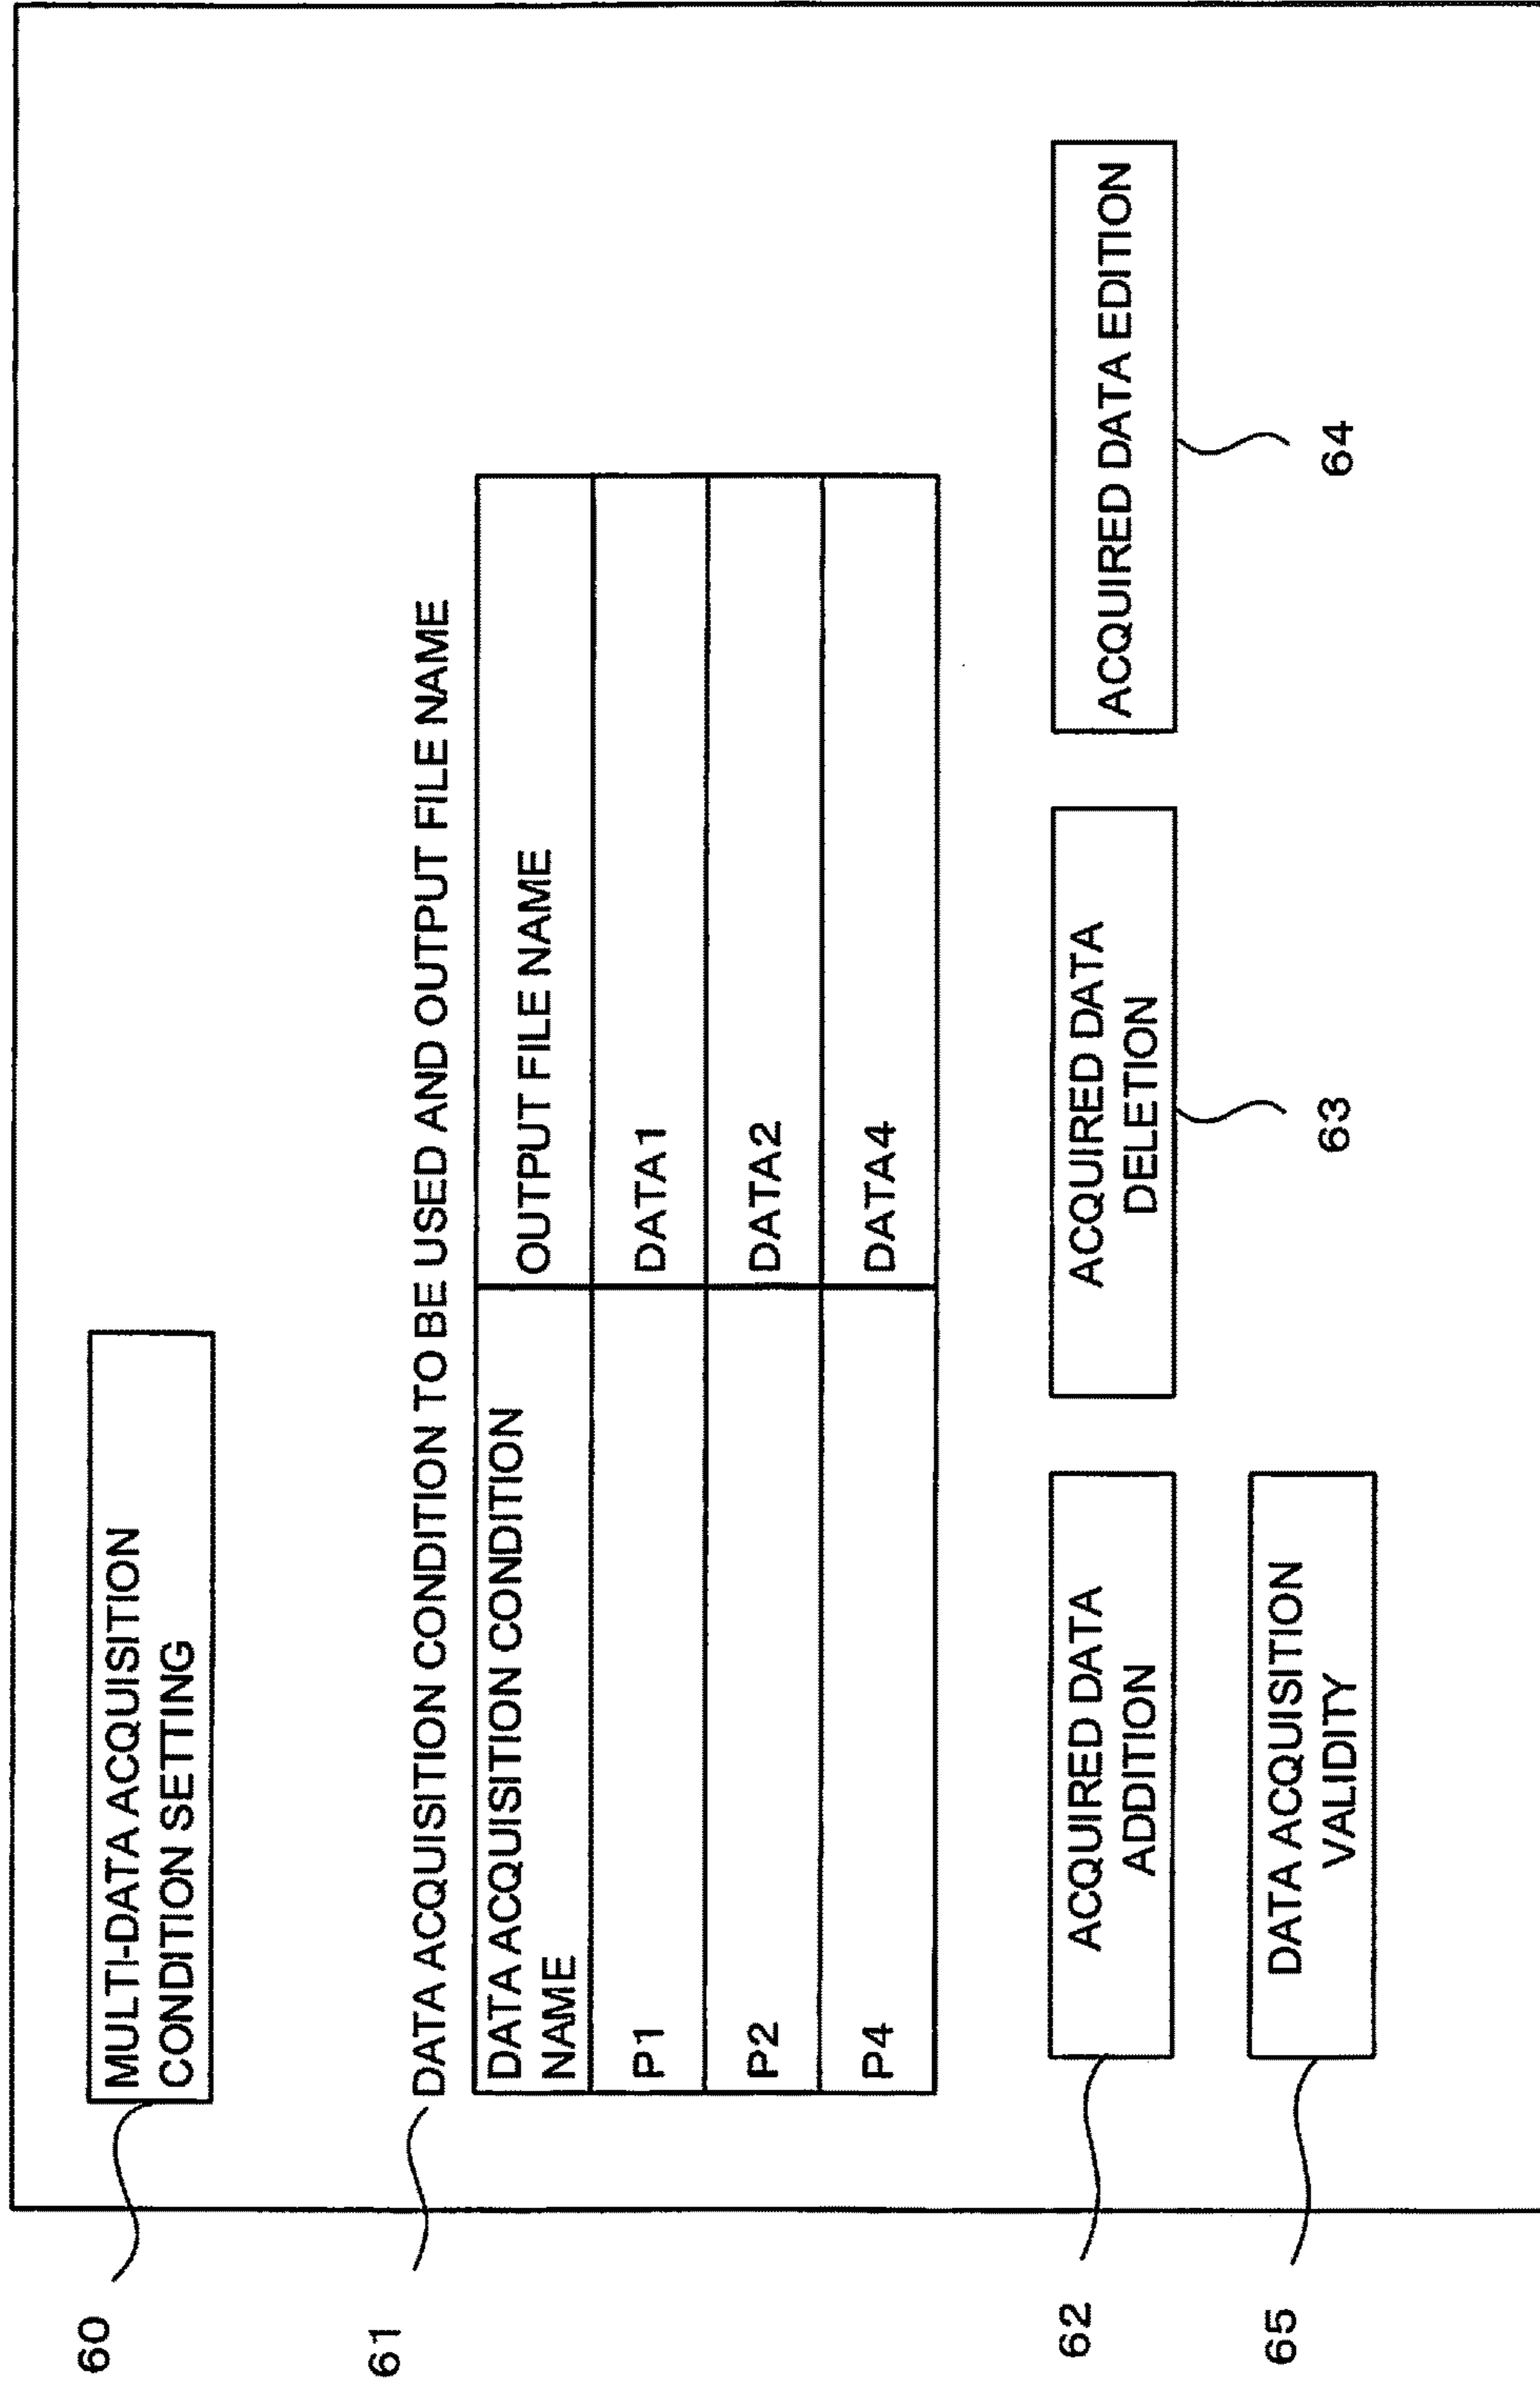 60
MULTI-DATA ACQUISITION
CONDITION SETTING
61
DATA ACQUISITION CONDITION TO BE USED AND OUTPUT FILE NAME
DATA ACQUISITION CONDITION
NAME
OUTPUT FILE NAME
P1 DATA1
P2 DATA2
P4 DATA4
62
ACQUIRED DATA
ADDITION
ACQUIRED DATA
DELETION
63
ACQUIRED DATA EDITION
64
65
DATA ACQUISITION
VALIDITY